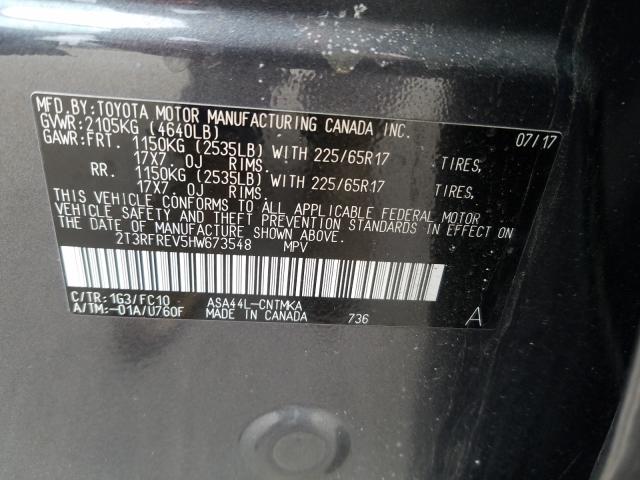 MFD.BY:TOYOTA MOTOR MANUFACTURING CANADA INC. 07/17
GVWR:2105KG (4640LB)
GAWR:FRT. 1150KG (2535LB) WITH 225/65R17 TIRES,
17X7.0J RIMS.
RR. 1150KG (2535LB) WITH 225/65R17 TIRES,
17X7.0J RIMS.
THIS VEHICLE CONFORMS TO ALL APPLICABLE FEDERAL MOTOR
VEHICLE SAFETY AND THEFT PREVENTION STANDARDS IN EFFECT ON
THE DATE OF MANUFACTURE SHOWN ABOVE.
2T3RFREV5HW673548 MPV
C/TR:1G3/FC10 ASA44L-CNTMKA
A/TM:-01A/U760F MADE IN CANADA 736 A